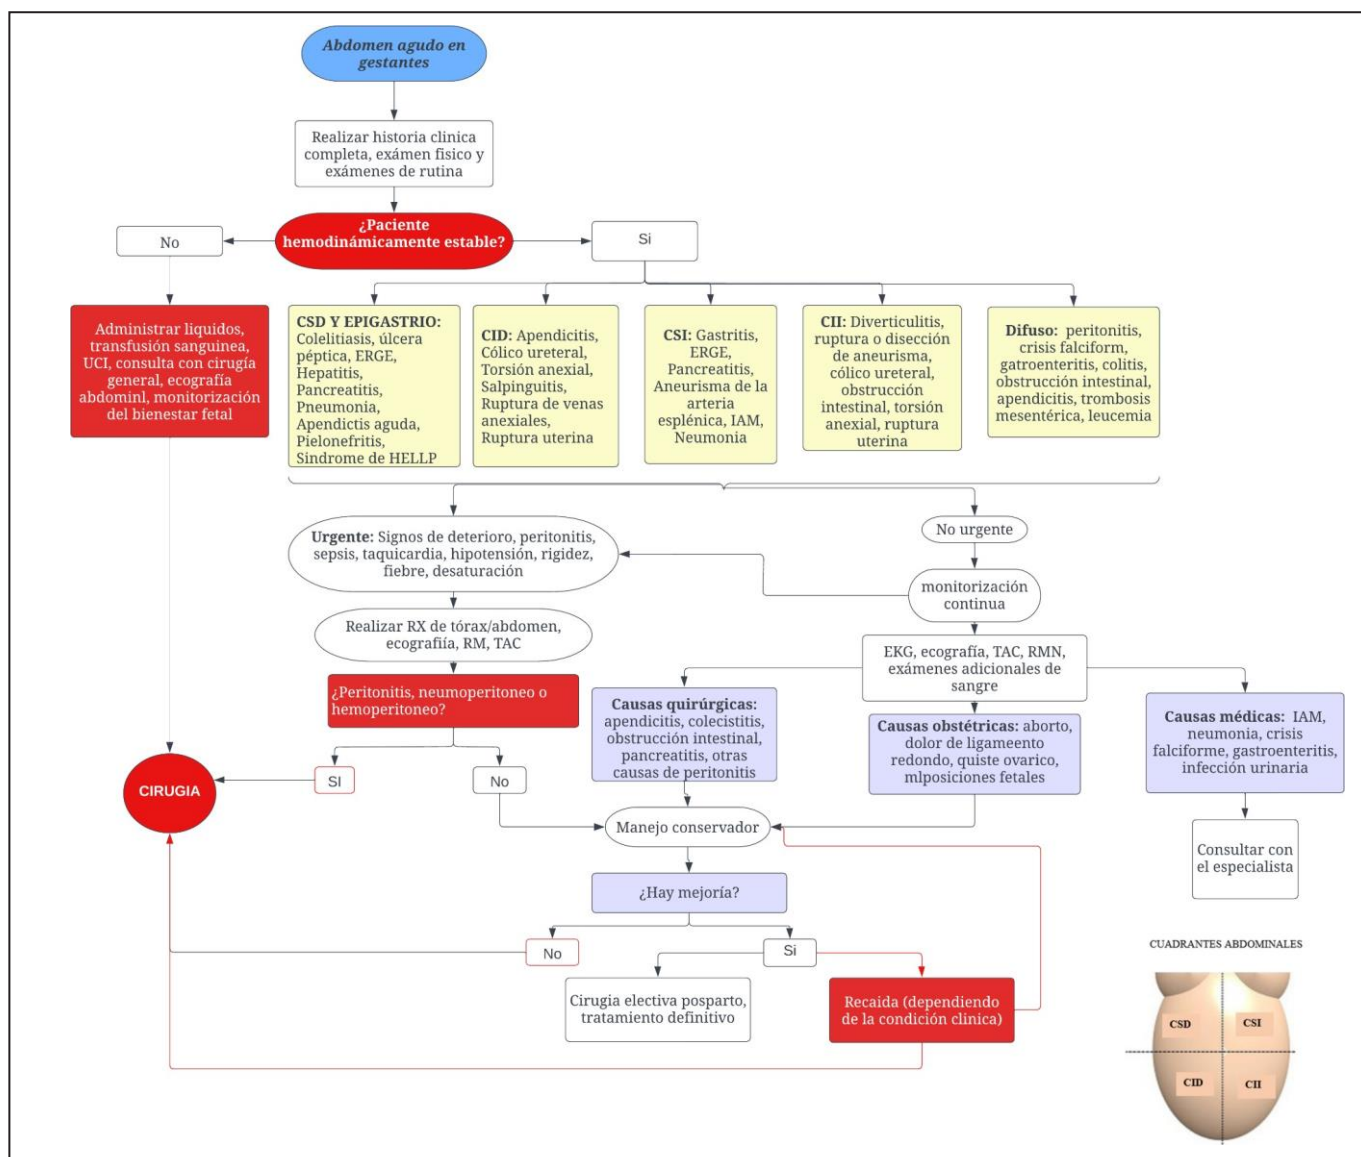 Abdomen agudo en
gestantes
Realizar historia clinica
completa, exámen fisico y
exámenes de rutina
¿Paciente
hemodinámicamente estable?
No
Si
Administrar liquidos,
transfusión sanguinea,
UCI, consulta con cirugía
general, ecografía
abdominl, monitorización
del bienestar fetal
CSD Y EPIGASTRIO:
Colelitiasis, úlcera
péptica, ERGE,
Hepatitis,
Pancreatitis,
Pneumonia,
Apendictis aguda,
Pielonefritis,
Sindrome de HELLP
CID: Apendicitis,
Cólico ureteral,
Torsión anexial,
Salpinguitis,
Ruptura de venas
anexiales,
Ruptura uterina
CSI: Gastritis,
ERGE,
Pancreatitis,
Aneurisma de la
arteria
esplénica, IAM,
Neumonia
CII: Diverticulitis,
ruptura o disección
de aneurisma,
cólico ureteral,
obstrucción
intestinal, torsión
anexial, ruptura
uterina
Difuso: peritonitis,
crisis falciform,
gatroenteritis, colitis,
obstrucción intestinal,
apendicitis, trombosis
mesentérica, leucemia
Urgente: Signos de deterioro, peritonitis,
sepsis, taquicardia, hipotensión, rigidez,
fiebre, desaturación
No urgente
monitorización
continua
Realizar RX de tórax/abdomen,
ecografiía, RM, TAC
EKG, ecografía, TAC, RMN,
exámenes adicionales de
sangre
¿Peritonitis, neumoperitoneo o
hemoperitoneo?
Causas quirúrgicas:
apendicitis, colecistitis,
obstrucción intestinal,
pancreatitis, otras
causas de peritonitis
Causas obstétricas: aborto,
dolor de ligameento
redondo, quiste ovarico,
mlposiciones fetales
Causas médicas: IAM,
neumonia, crisis
falciforme, gastroenteritis,
infección urinaria
SI
No
CIRUGIA
Manejo conservador
Consultar con
el especialista
¿Hay mejoría?
No
Si
Cirugia electiva posparto,
tratamiento definitivo
Recaida (dependiendo
de la condición clinica)
CUADRANTES ABDOMINALES
CSD
CSI
CID
CII